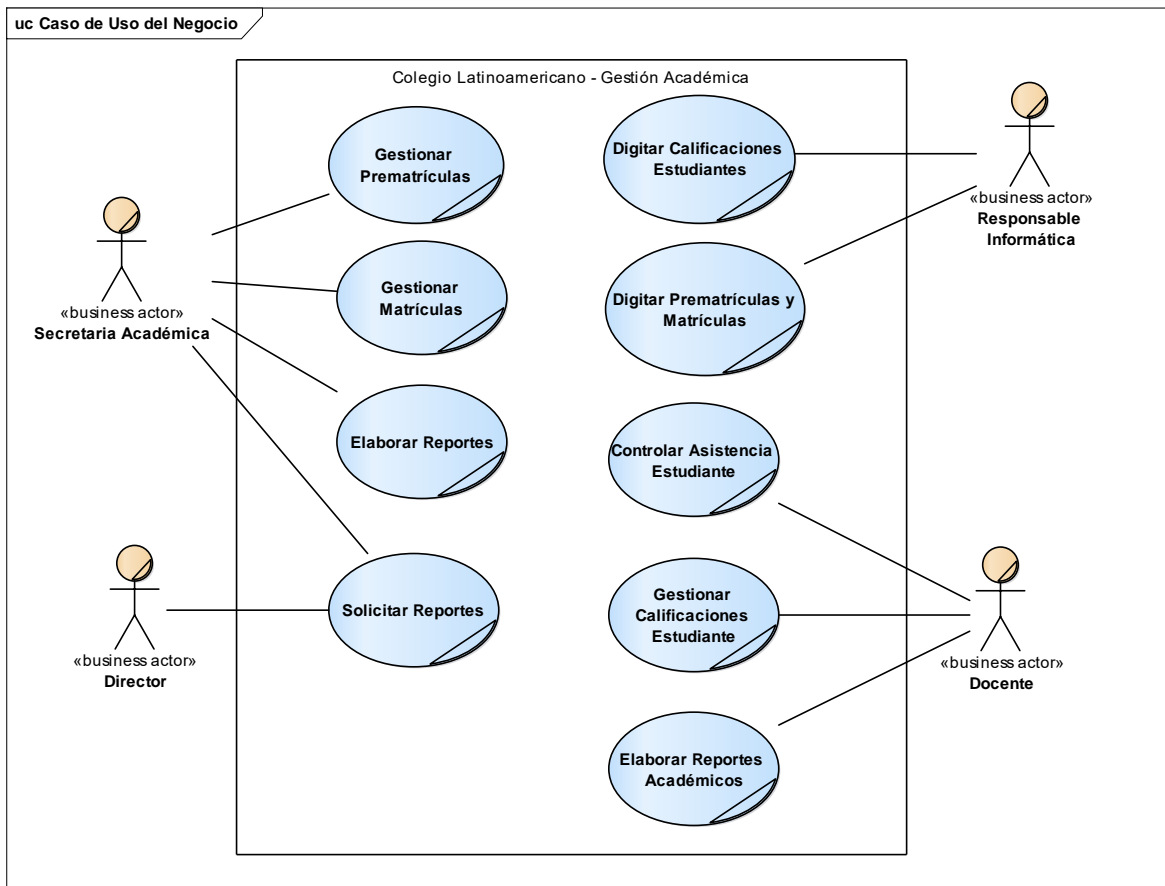 uc Caso de Uso del Negocio
Colegio Latinoamericano - Gestión Académica
Gestionar
Prematrículas
Gestionar
Matrículas
Elaborar Reportes
Solicitar Reportes
Digitar Calificaciones
Estudiantes
Digitar Prematrículas y
Matrículas
Controlar Asistencia
Estudiante
Gestionar
Calificaciones
Estudiante
Elaborar Reportes
Académicos
«business actor»
Secretaria Académica
«business actor»
Director
«business actor»
Responsable
Informática
«business actor»
Docente